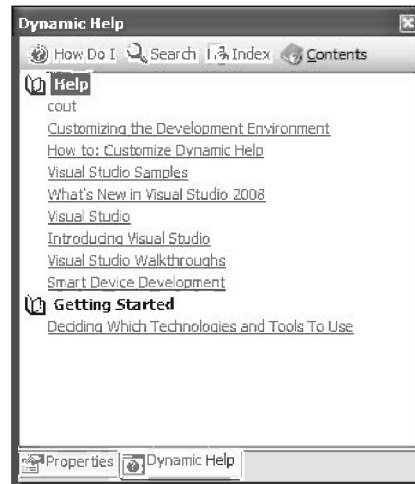 Dynamic Help
How Do I Search Index Contents
Help
cout
Customizing the Development Environment
How to: Customize Dynamic Help
Visual Studio Samples
What's New in Visual Studio 2008
Visual Studio
Introducing Visual Studio
Visual Studio Walkthroughs
Smart Device Development
Getting Started
Deciding Which Technologies and Tools To Use
Properties Dynamic Help